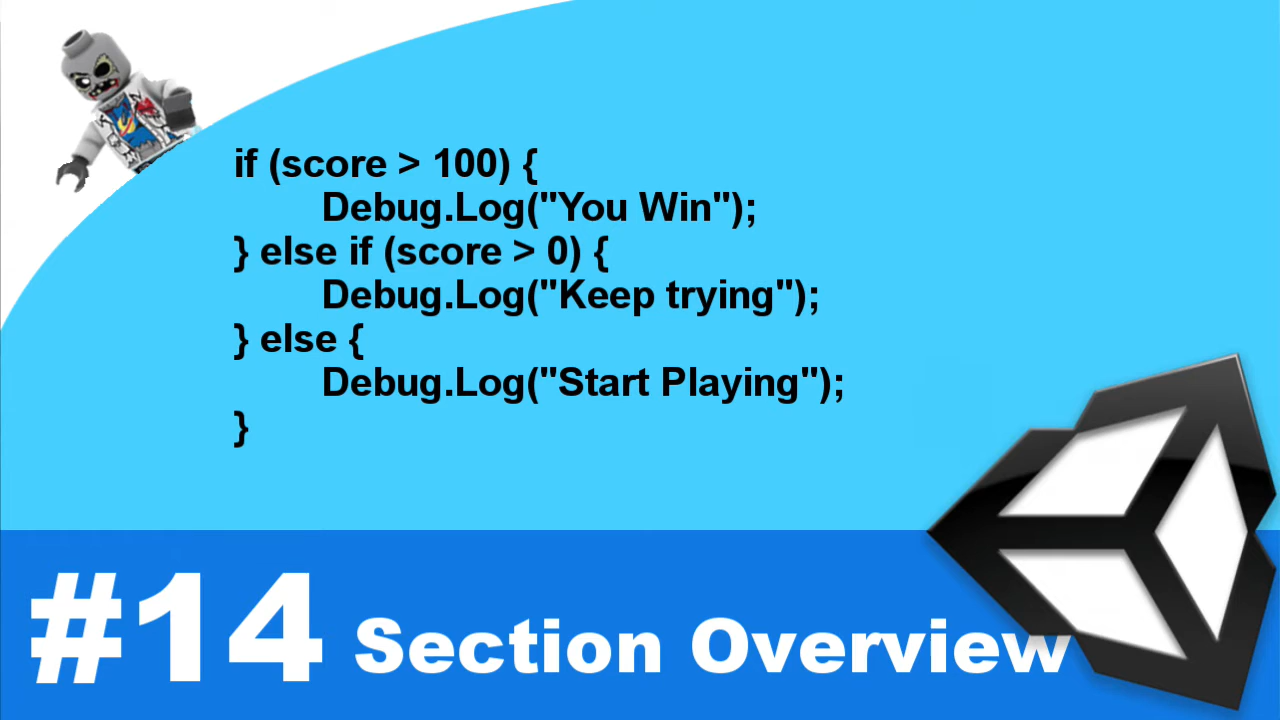 if (score > 100) {
Debug.Log("You Win");
} else if (score > 0) {
Debug.Log("Keep trying");
} else {
Debug.Log("Start Playing");
}
#14 Section Overview